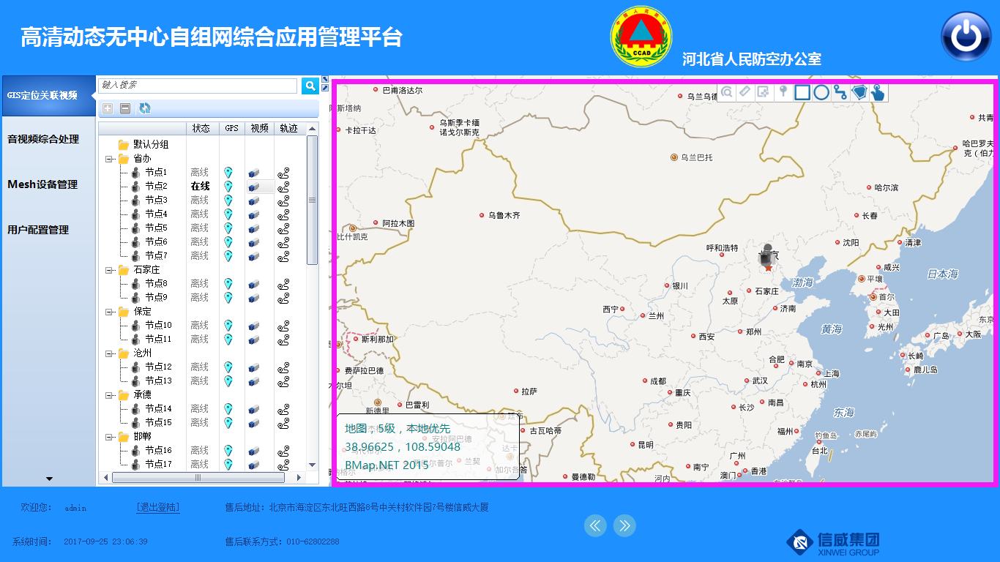 高清动态无中心自组网综合应用管理平台
CCAD
河北省人民防空办公室
GIS定位关联视频
音视频综合处理
Mesh设备管理
用户配置管理
键入搜索
状态 GPS 视频 轨迹
默认分组
省办
节点1 离线
节点2 在线
节点3 离线
节点4 离线
节点5 离线
节点6 离线
节点7 离线
石家庄
节点8 离线
节点9 离线
保定
节点10 离线
节点11 离线
沧州
节点12 离线
节点13 离线
承德
节点14 离线
节点15 离线
邯郸
节点16 离线
节点17 离线
巴甫洛达尔
阿斯塔纳
卡拉干达
乌斯季卡缅
诺戈尔斯克
乌兰乌德
共青
哈巴罗夫
克（伯力
乌兰巴托
哈尔滨
长春
乌鲁木齐
阿拉木图
比什凯克
沈阳
清津
呼和浩特
咸兴
日本海
平壤
渤海
首尔
银川
石家庄
太原
济南
大田
西宁
兰州
光州
东京
黄海
西安
郑州
广岛
大阪
斯利那加
长崎
鹿儿岛
合肥
南京
上海
费萨拉巴德
成都
武汉
杭州
拉萨
重庆
长沙
南昌
东海
新德里
巴雷利
贵阳
福州
钓鱼岛
赤尾屿
古瓦哈蒂
昆明
台北
广州
南宁
香港
澳门
曼德勒
河内
安拉阿巴德
达卡
兰契
加尔各答
地图，5级，本地优先
38.96625，108.59048
BMap.NET 2015
欢迎您： admin
[退出登陆]
售后地址：北京市海淀区东北旺西路8号中关村软件园7号楼信威大厦
系统时间： 2017-09-25 23:06:39
售后联系方式：010-62802288
信威集团
XINWEI GROUP